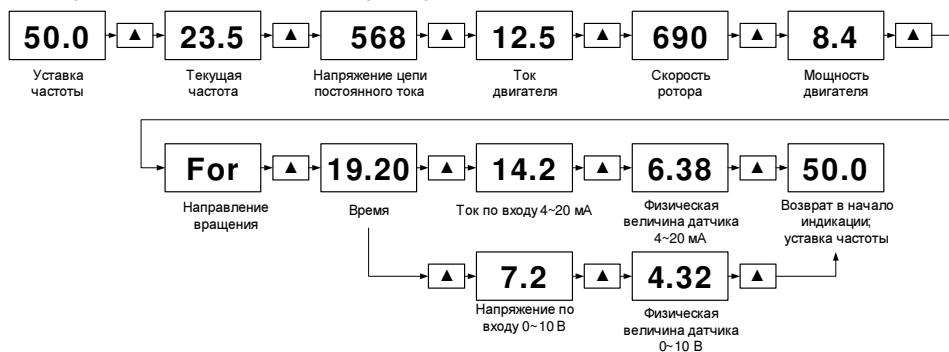 50.0 ▲ 23.5 ▲ 568 ▲ 12.5 ▲ 690 ▲ 8.4 ▲
Уставка
частоты
Текущая
частота
Напряжение цепи
постоянного тока
Ток
двигателя
Скорость
ротора
Мощность
двигателя
For ▲ 19.20 ▲ 14.2 ▲ 6.38 ▲ 50.0
Направление
вращения
Время
Ток по входу 4~20 мА
Физическая
величина датчика
4~20 мА
Возврат в начало
индикации;
уставка частоты
▲ 7.2 ▲ 4.32 ▲
Напряжение по
входу 0~10 В
Физическая
величина датчика
0~10 В